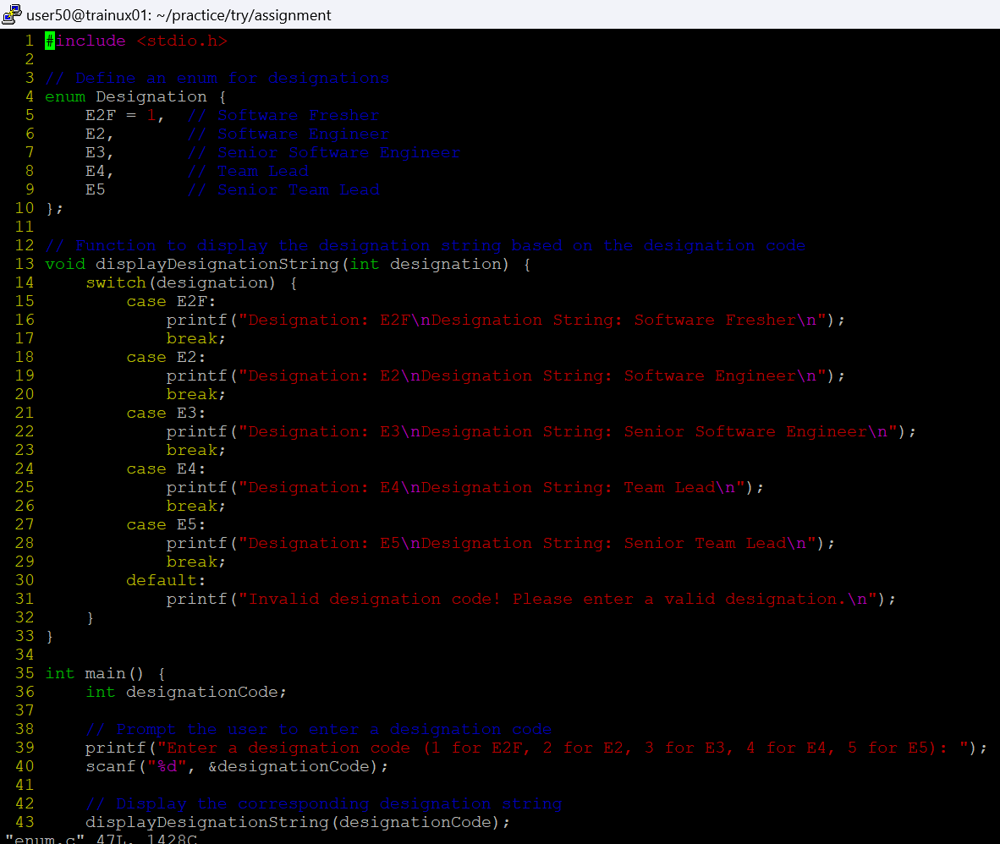 user50@trainux01: ~/practice/try/assignment
1 #include <stdio.h>
2
3 // Define an enum for designations
4 enum Designation {
5     E2F = 1,  // Software Fresher
6     E2,       // Software Engineer
7     E3,       // Senior Software Engineer
8     E4,       // Team Lead
9     E5        // Senior Team Lead
10 };
11
12 // Function to display the designation string based on the designation code
13 void displayDesignationString(int designation) {
14     switch(designation) {
15         case E2F:
16             printf("Designation: E2F\nDesignation String: Software Fresher\n");
17             break;
18         case E2:
19             printf("Designation: E2\nDesignation String: Software Engineer\n");
20             break;
21         case E3:
22             printf("Designation: E3\nDesignation String: Senior Software Engineer\n");
23             break;
24         case E4:
25             printf("Designation: E4\nDesignation String: Team Lead\n");
26             break;
27         case E5:
28             printf("Designation: E5\nDesignation String: Senior Team Lead\n");
29             break;
30         default:
31             printf("Invalid designation code! Please enter a valid designation.\n");
32     }
33 }
34
35 int main() {
36     int designationCode;
37
38     // Prompt the user to enter a designation code
39     printf("Enter a designation code (1 for E2F, 2 for E2, 3 for E3, 4 for E4, 5 for E5): ");
40     scanf("%d", &designationCode);
41
42     // Display the corresponding designation string
43     displayDesignationString(designationCode);
"enum.c" 47L, 1428C